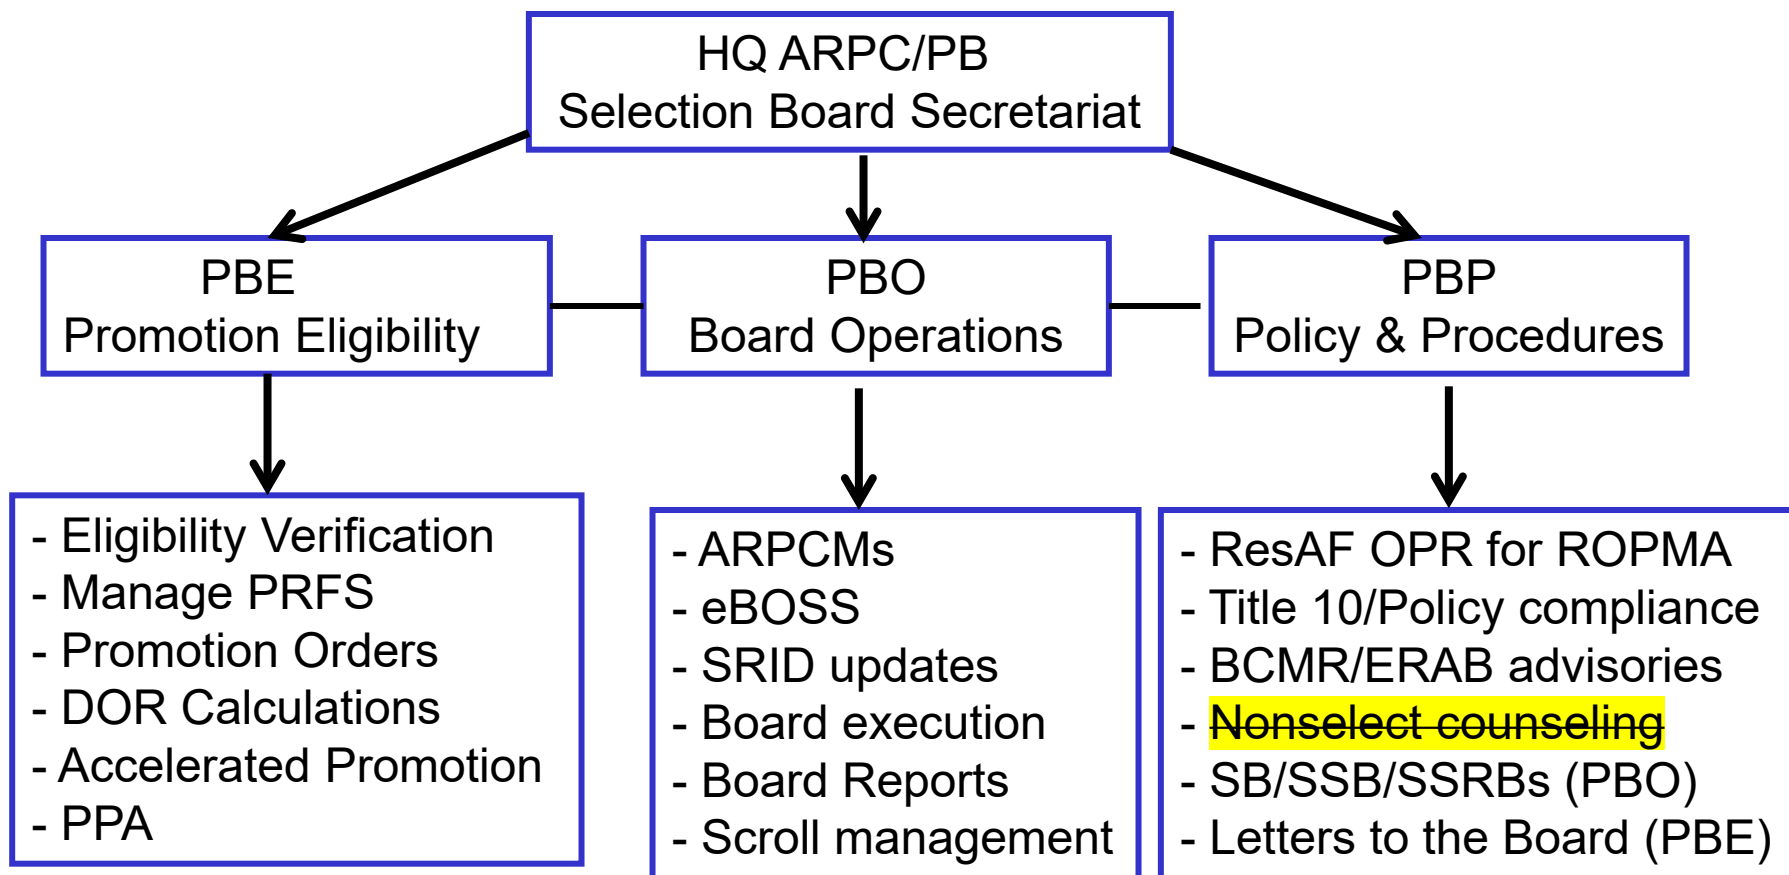 HQ ARPC/PB
Selection Board Secretariat
PBE
Promotion Eligibility
PBO
Board Operations
PBP
Policy & Procedures
- Eligibility Verification
- Manage PRFS
- Promotion Orders
- DOR Calculations
- Accelerated Promotion
- PPA
- ARPCMs
- eBOSS
- SRID updates
- Board execution
- Board Reports
- Scroll management
- ResAF OPR for ROPMA
- Title 10/Policy compliance
- BCMR/ERAB advisories
- Nonselect counseling
- SB/SSB/SSRBs (PBO)
- Letters to the Board (PBE)